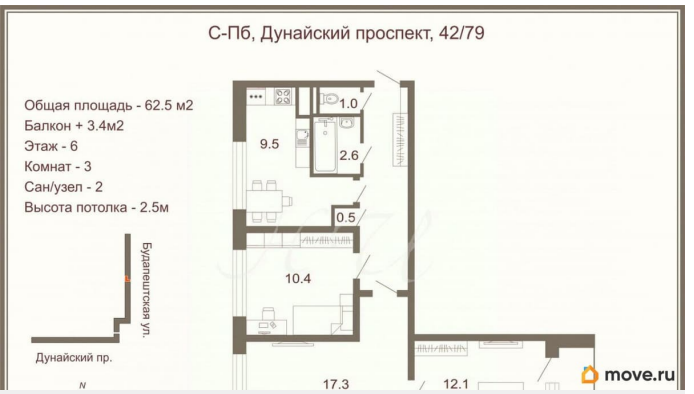 С-Пб, Дунайский проспект, 42/79
Общая площадь - 62.5 м2
Балкон + 3.4м2
Этаж - 6
Комнат - 3
Сан/узел - 2
Высота потолка - 2.5м
1.0
9.5
2.6
0.5
10.4
Будапештская ул.
Дунайский пр.
N
17.3
12.1
move.ru